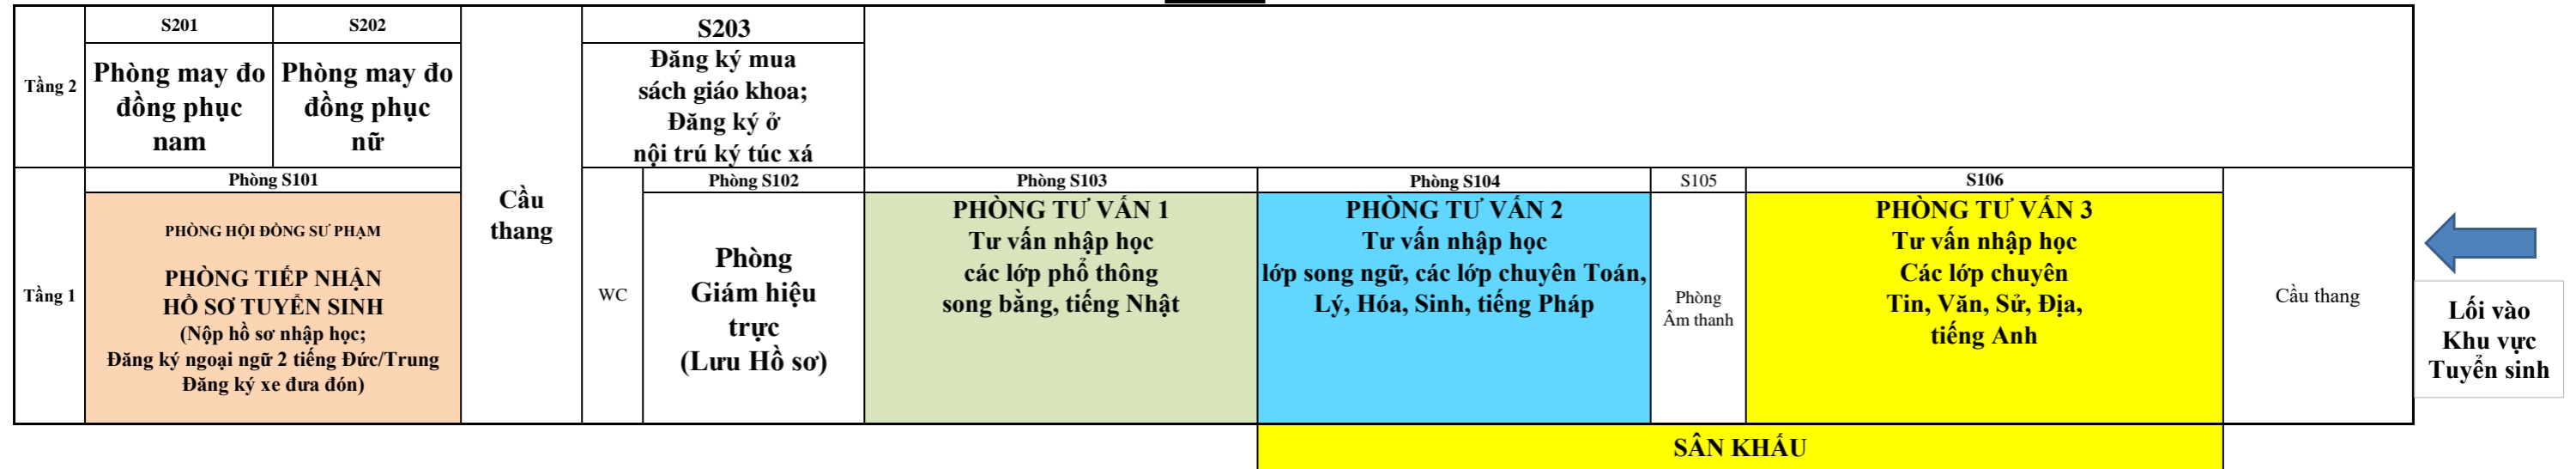 Tầng 2
S201
Phòng may đo
đồng phục
nam
S202
Phòng may đo
đồng phục
nữ
Cầu
thang
S203
Đăng ký mua
sách giáo khoa;
Đăng ký ở
nội trú ký túc xá
Tầng 1
Phòng S101
PHÒNG HỘI ĐỒNG SƯ PHẠM
PHÒNG TIẾP NHẬN
HỒ SƠ TUYỂN SINH
(Nộp hồ sơ nhập học;
Đăng ký ngoại ngữ 2 tiếng Đức/Trung
Đăng ký xe đưa đón)
WC
Phòng S102
Phòng
Giám hiệu
trực
(Lưu Hồ sơ)
Phòng S103
PHÒNG TƯ VẤN 1
Tư vấn nhập học
các lớp phổ thông
song bằng, tiếng Nhật
Phòng S104
PHÒNG TƯ VẤN 2
Tư vấn nhập học
lớp song ngữ, các lớp chuyên Toán,
Lý, Hóa, Sinh, tiếng Pháp
S105
Phòng
Âm thanh
S106
PHÒNG TƯ VẤN 3
Tư vấn nhập học
Các lớp chuyên
Tin, Văn, Sử, Địa,
tiếng Anh
Cầu thang
Lối vào
Khu vực
Tuyển sinh
SÂN KHẤU